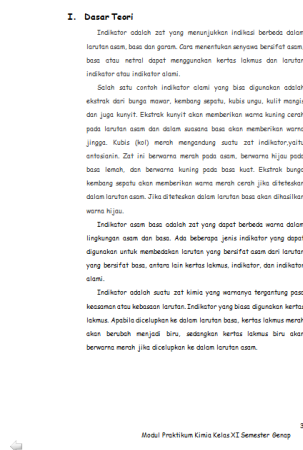 I. Dasar Teori
Indikator adalah zat yang menunjukkan indikasi berbeda dalam
larutan asam, basa dan garam. Cara menentukan senyawa bersifat asam,
basa atau netral dapat menggunakan kertas lakmus dan larutan
indikator atau indikator alami.
Salah satu contoh indikator alami yang bisa digunakan adalah
ekstrak dari bunga mawar, kembang sepatu, kubis ungu, kulit manggis
dan juga kunyit. Ekstrak kunyit akan memberikan warna kuning cerah
pada larutan asam dan dalam suasana basa akan memberikan warna
jingga. Kubis (kol) merah mengandung suatu zat indikator,yaitu
antosianin. Zat ini berwarna merah pada asam, berwarna hijau pada
basa lemah, dan berwarna kuning pada basa kuat. Ekstrak bunga
kembang sepatu akan memberikan warna merah cerah jika diteteskan
dalam larutan asam. Jika diteteskan dalam larutan basa akan dihasilkan
warna hijau.
Indikator asam basa adalah zat yang dapat berbeda warna dalam
lingkungan asam dan basa. Ada beberapa jenis indikator yang dapat
digunakan untuk membedakan larutan yang bersifat asam dari larutan
yang bersifat basa, antara lain kertas lakmus, indikator, dan indikator
alami.
Indikator adalah suatu zat kimia yang warnanya tergantung pasa
keasaman atau kebasaan larutan. Indikator yang biasa digunakan kertas
lakmus. Apabila dicelupkan ke dalam larutan basa, kertas lakmus merah
akan berubah menjadi biru, sedangkan kertas lakmus biru akan
berwarna merah jika dicelupkan ke dalam larutan asam.
3
Modul Praktikum Kimia Kelas XI Semester Genap